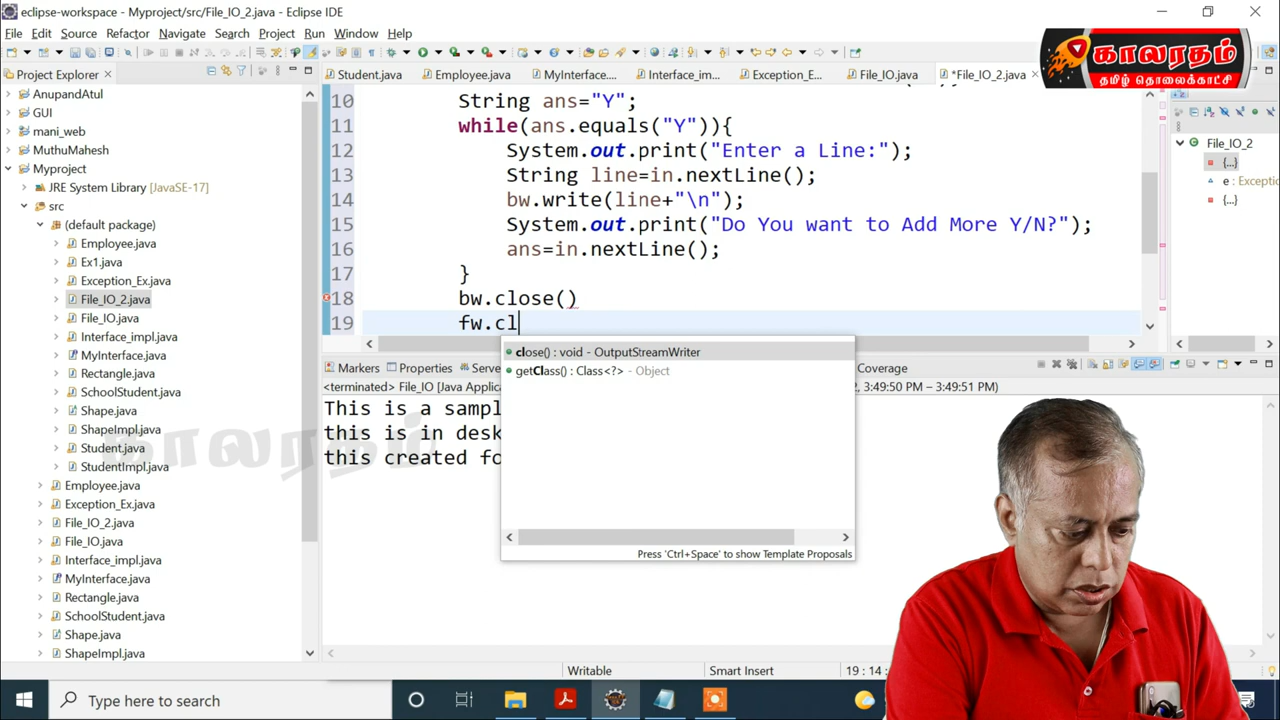 eclipse-workspace - Myproject/src/File_IO_2.java - Eclipse IDE
File Edit Source Refactor Navigate Search Project Run Window Help
காலரதம்
தமிழ் தொலைக்காட்சி
Project Explorer
Student.java Employee.java MyInterface.... Interface_im... Exception_E... File_IO.java *File_IO_2.java
AnupandAtul
GUI
mani_web
MuthuMahesh
Myproject
JRE System Library [JavaSE-17]
src
(default package)
Employee.java
Ex1.java
Exception_Ex.java
File_IO_2.java
File_IO.java
Interface_impl.java
MyInterface.java
Rectangle.java
SchoolStudent.java
Shape.java
ShapeImpl.java
Student.java
StudentImpl.java
Employee.java
Exception_Ex.java
File_IO_2.java
File_IO.java
Interface_impl.java
MyInterface.java
Rectangle.java
SchoolStudent.java
Shape.java
ShapeImpl.java
10 String ans="Y";
11 while(ans.equals("Y")){
12 System.out.print("Enter a Line:");
13 String line=in.nextLine();
14 bw.write(line+"\n");
15 System.out.print("Do You want to Add More Y/N?");
16 ans=in.nextLine();
17 }
18 bw.close()
19 fw.cl
close() : void - OutputStreamWriter
getClass() : Class<?> - Object
Press 'Ctrl+Space' to show Template Proposals
File_IO_2
{...}
e : Exceptio
{...}
Markers Properties Serve Coverage
<terminated> File_IO [Java Applic 2, 3:49:50 PM – 3:49:51 PM)
This is a sampl
this is in desk
this created fo
காலரதம்
Writable Smart Insert 19 : 14
Type here to search